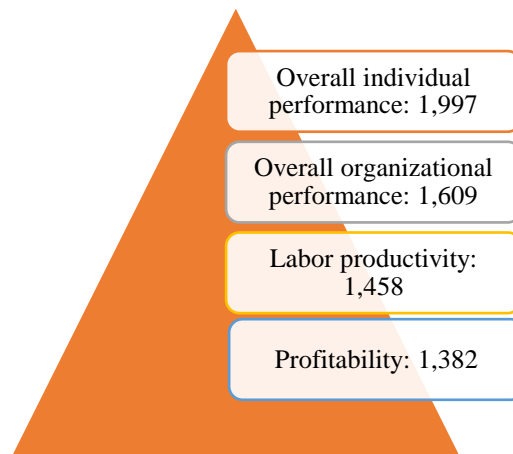 Overall individual
performance: 1,997
Overall organizational
performance: 1,609
Labor productivity:
1,458
Profitability: 1,382